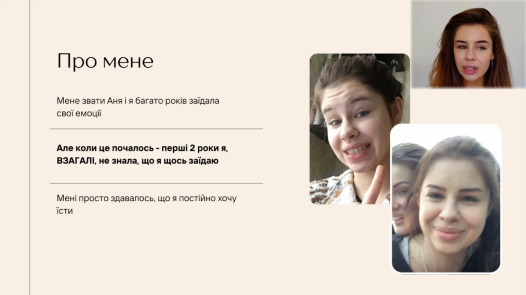 Про мене
Мене звати Аня і я багато років заїдала
свої емоції
Але коли це почалось - перші 2 роки я,
ВЗАГАЛІ, не знала, що я щось заїдаю
Мені просто здавалось, що я постійно хочу
їсти